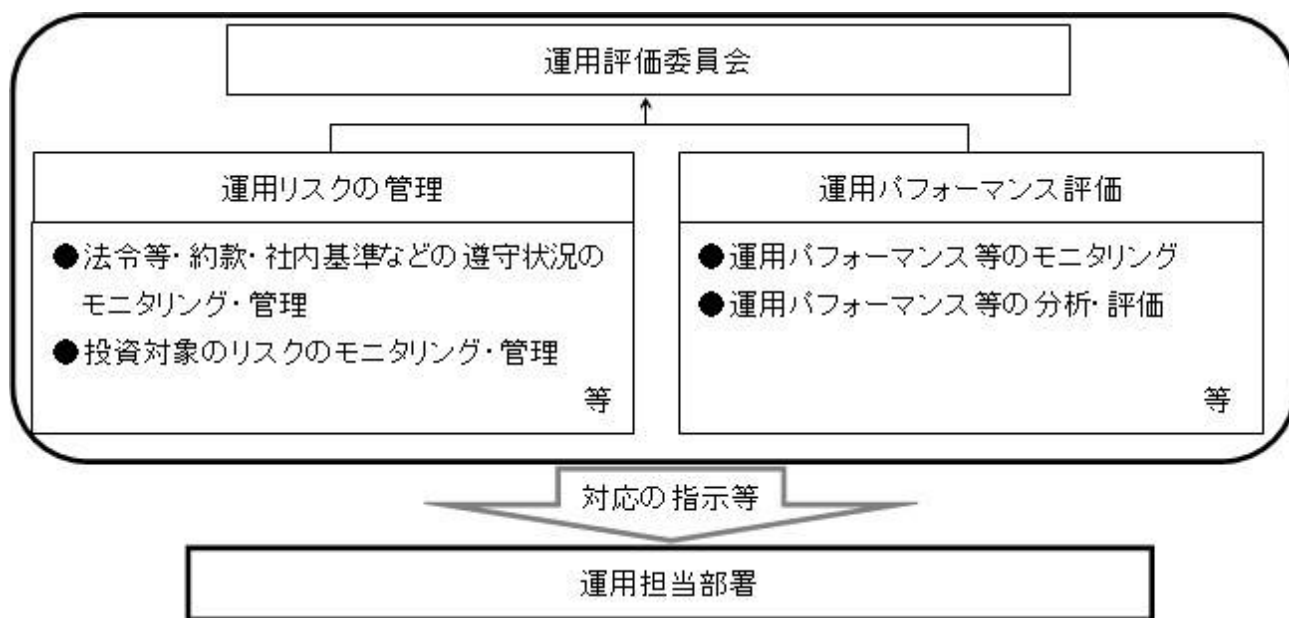 運用評価委員会
運用リスクの管理
●法令等・約款・社内基準などの遵守状況の
モニタリング・管理
●投資対象のリスクのモニタリング・管理
等
運用パフォーマンス評価
●運用パフォーマンス等のモニタリング
●運用パフォーマンス等の分析・評価
等
対応の指示等
運用担当部署